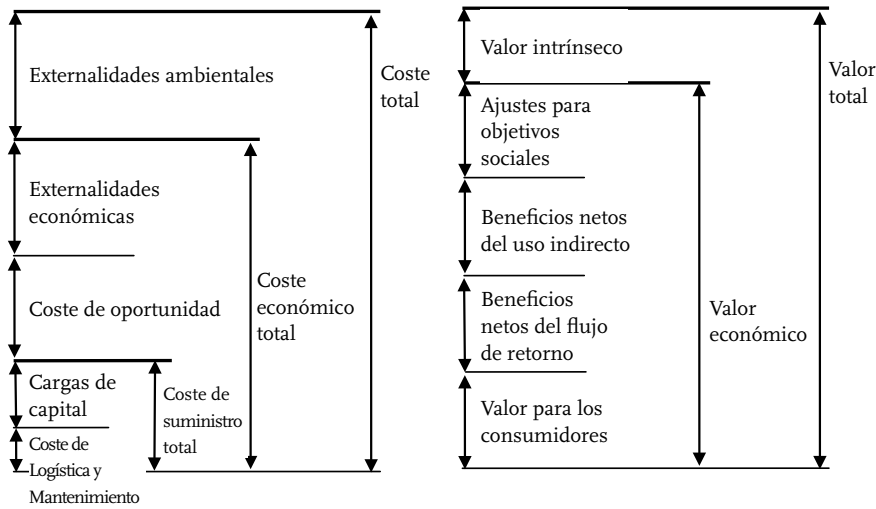 Externalidades ambientales
Coste
total
Externalidades
económicas
Coste de oportunidad
Coste
económico
total
Cargas de
capital
Coste de
suministro
total
Coste de
Logística y
Mantenimiento
Valor intrínseco
Valor
total
Ajustes para
objetivos
sociales
Beneficios netos
del uso indirecto
Beneficios
netos del flujo
de retorno
Valor
económico
Valor para los
consumidores